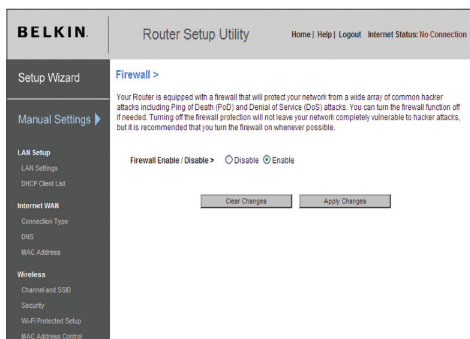 BELKIN.
Router Setup Utility
Home | Help | Logout Internet Status: No Connection
Setup Wizard
Manual Settings
LAN Setup
LAN Settings
DHCP Client List
Internet WAN
Connection Type
DNS
MAC Address
Wireless
Channel and SSID
Security
Wi-Fi Protected Setup
MAC Address Control
Firewall >
Your Router is equipped with a firewall that will protect your network from a wide array of common hacker
attacks including Ping of Death (PoD) and Denial of Service (DoS) attacks. You can turn the firewall function off
if needed. Turning off the firewall protection will not leave your network completely vulnerable to hacker attacks,
but it is recommended that you turn the firewall on whenever possible.
Firewall Enable / Disable > Disable Enable
Clear Changes Apply Changes